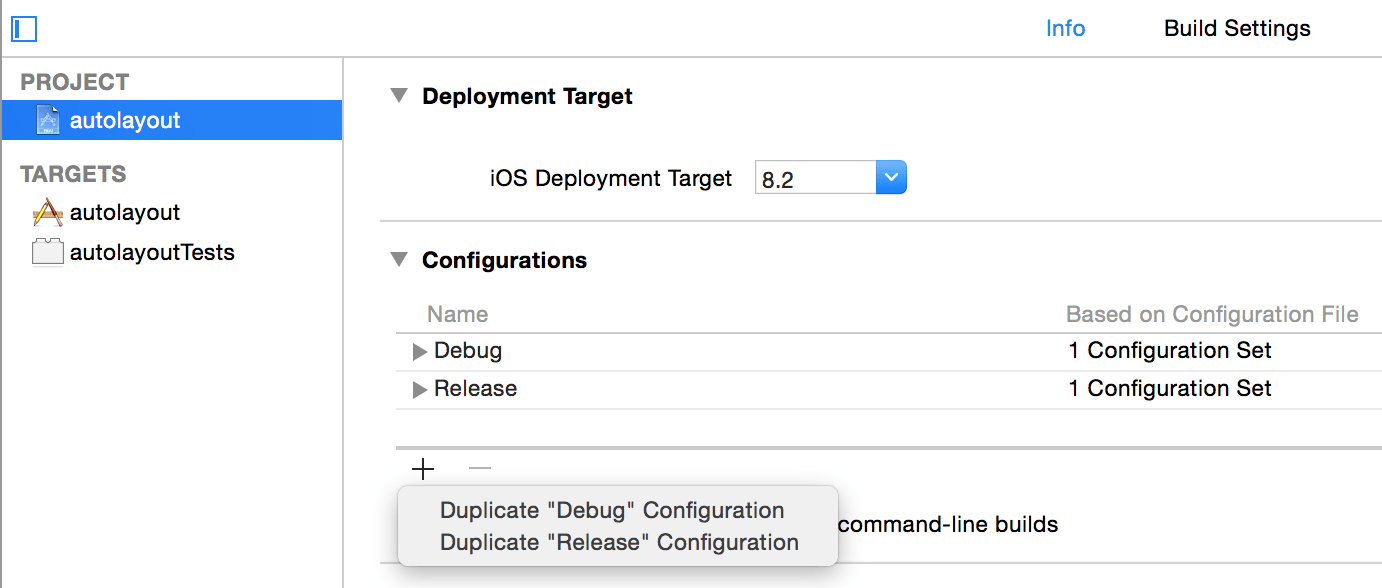 Info
Build Settings
PROJECT
autolayout
TARGETS
autolayout
autolayoutTests
Deployment Target
iOS Deployment Target
8.2
Configurations
Name
Based on Configuration File
Debug
1 Configuration Set
Release
1 Configuration Set
Duplicate "Debug" Configuration
Duplicate "Release" Configuration
command-line builds